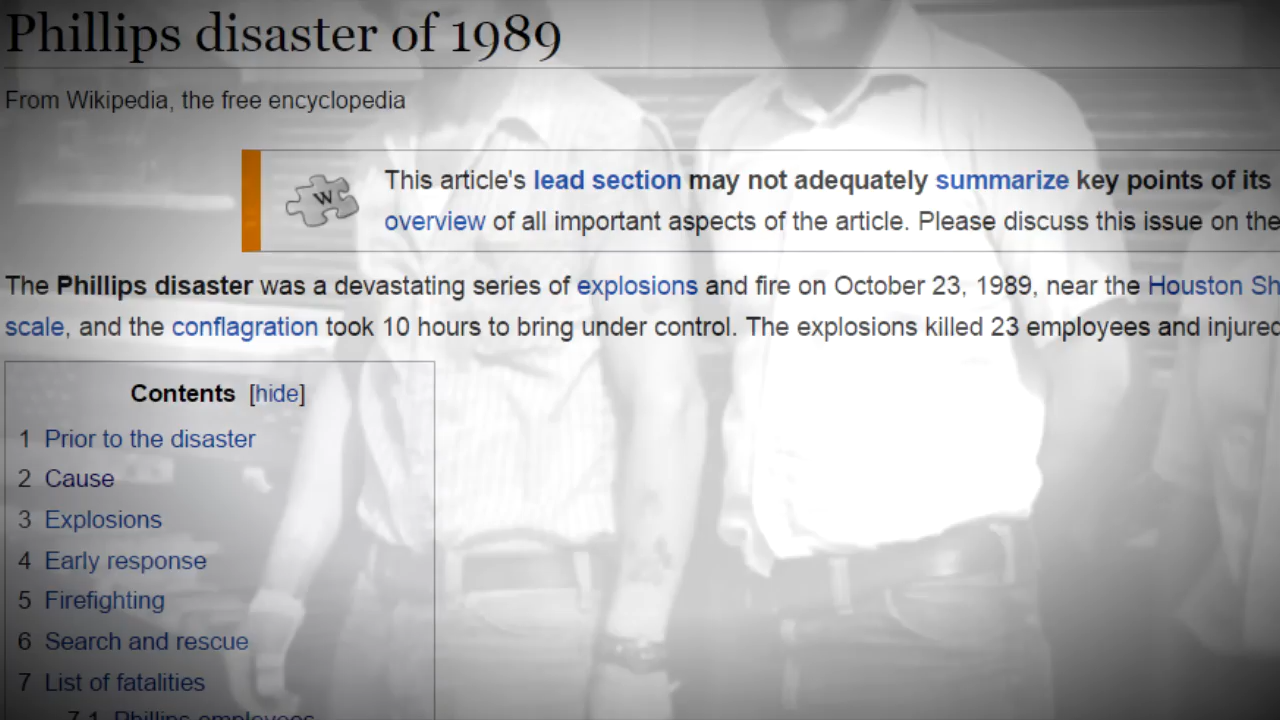 Phillips disaster of 1989
From Wikipedia, the free encyclopedia
W
This article's lead section may not adequately summarize key points of its
overview of all important aspects of the article. Please discuss this issue on the
The Phillips disaster was a devastating series of explosions and fire on October 23, 1989, near the Houston Sh
scale, and the conflagration took 10 hours to bring under control. The explosions killed 23 employees and injured
Contents [hide]
1 Prior to the disaster
2 Cause
3 Explosions
4 Early response
5 Firefighting
6 Search and rescue
7 List of fatalities
7.1 Phillips employees